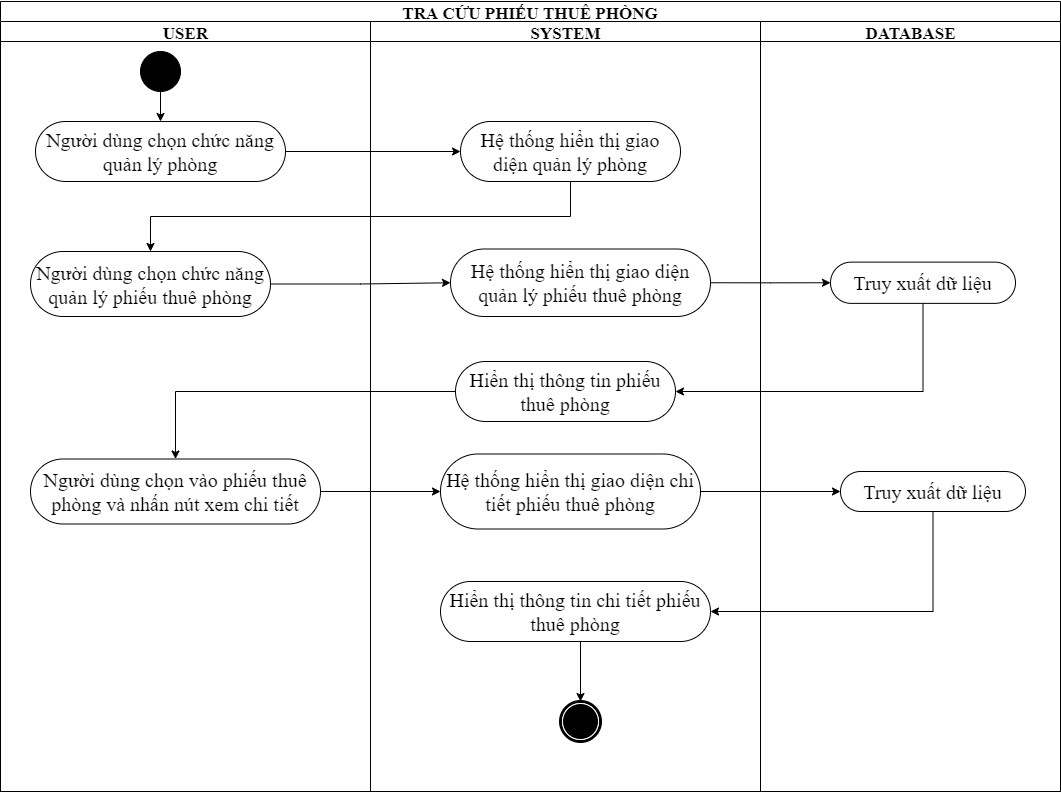 TRA CỨU PHIẾU THUÊ PHÒNG
USER
SYSTEM
DATABASE
Người dùng chọn chức năng
quản lý phòng
Hệ thống hiển thị giao
diện quản lý phòng
Người dùng chọn chức năng
quản lý phiếu thuê phòng
Hệ thống hiển thị giao diện
quản lý phiếu thuê phòng
Truy xuất dữ liệu
Hiển thị thông tin phiếu
thuê phòng
Người dùng chọn vào phiếu thuê
phòng và nhấn nút xem chi tiết
Hệ thống hiển thị giao diện chi
tiết phiếu thuê phòng
Truy xuất dữ liệu
Hiển thị thông tin chi tiết phiếu
thuê phòng